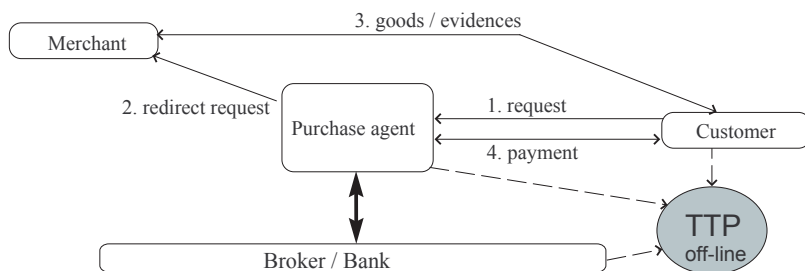 3. goods / evidences
Merchant
2. redirect request
1. request
Purchase agent
Customer
4. payment
TTP
off-line
Broker / Bank